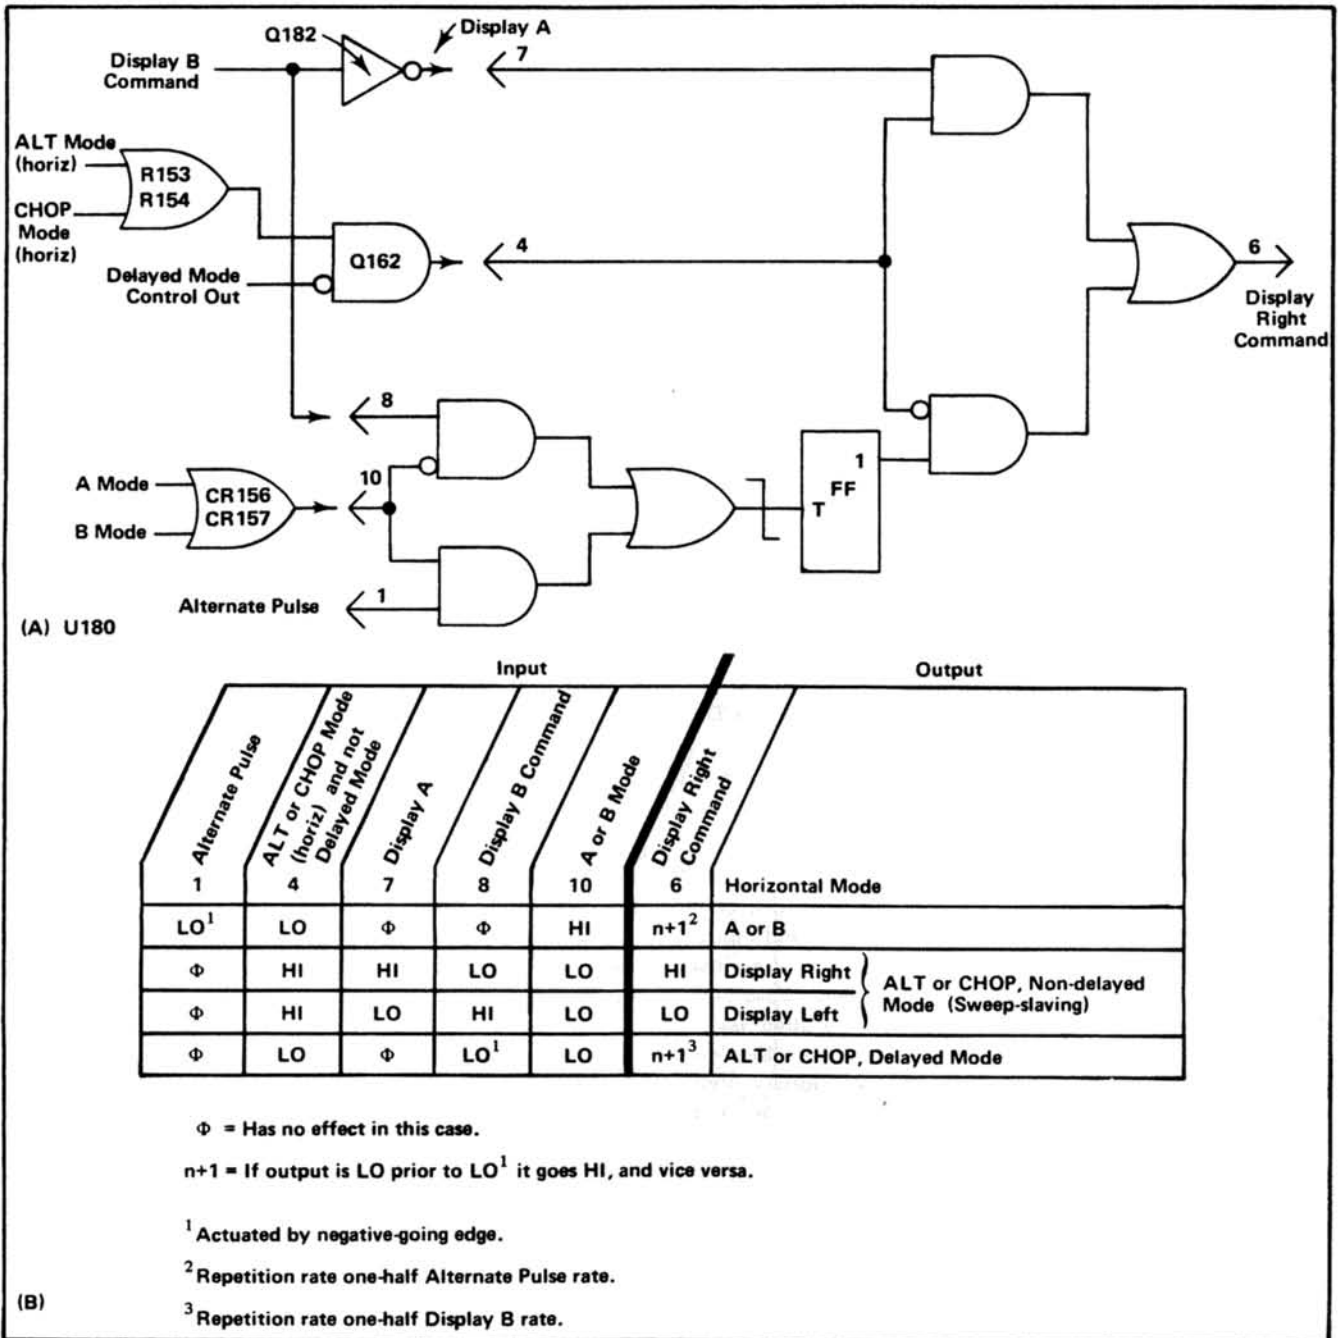 Q182
Display A
Display B
Command
7
ALT Mode
(horiz)
R153
R154
CHOP
Mode
(horiz)
Q162
4
6
Delayed Mode
Control Out
Display
Right
Command
8
10
A Mode
CR156
CR157
B Mode
1
FF
T
Alternate Pulse
1
(A) U180
Input
Output
Alternate Pulse
ALT or CHOP Mode
(horiz) and not
Delayed Mode
Display A
Display B Command
A or B Mode
Display Right
Command
1 4 7 8 10 6 Horizontal Mode
LO¹ LO Φ Φ HI n+1² A or B
Φ HI HI LO LO HI Display Right
Φ HI LO HI LO LO Display Left
ALT or CHOP, Non-delayed
Mode (Sweep-slaving)
Φ LO Φ LO¹ LO n+1³ ALT or CHOP, Delayed Mode
Φ = Has no effect in this case.
n+1 = If output is LO prior to LO¹ it goes HI, and vice versa.
¹ Actuated by negative-going edge.
² Repetition rate one-half Alternate Pulse rate.
(B)
³ Repetition rate one-half Display B rate.